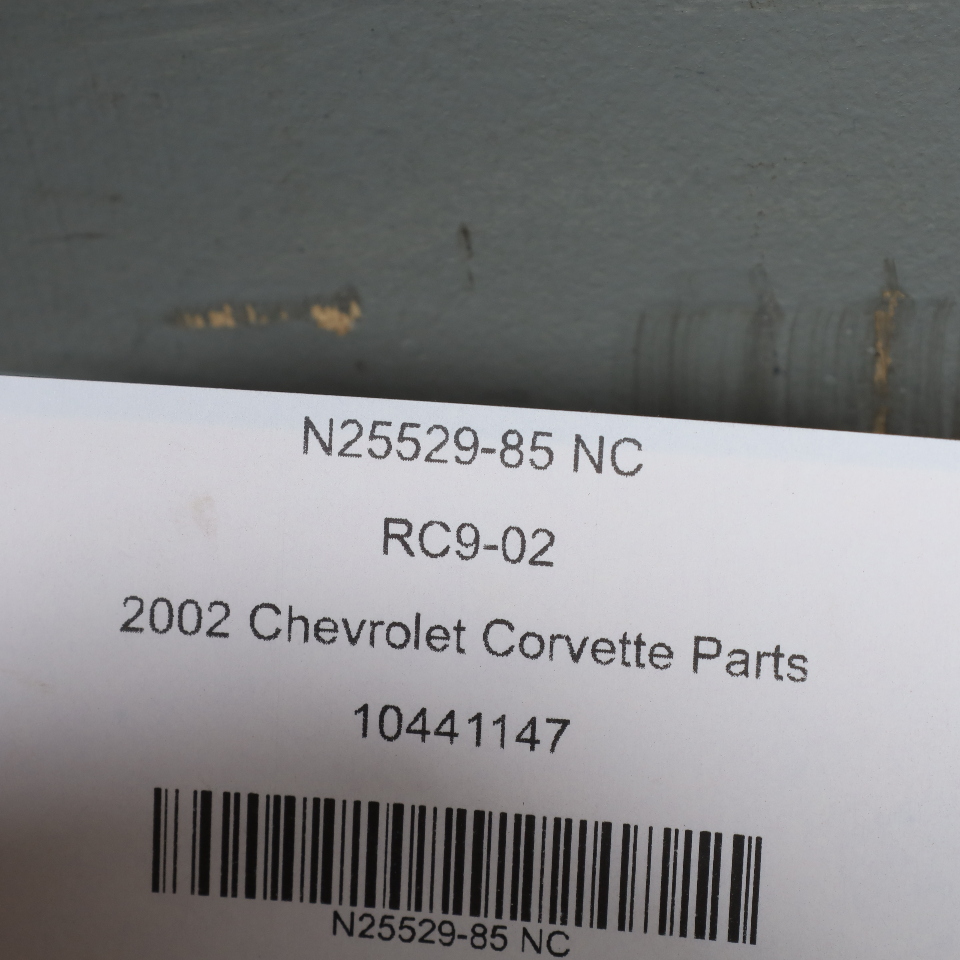 N25529-85 NC
RC9-02
2002 Chevrolet Corvette Parts
10441147
N25529-85 NC